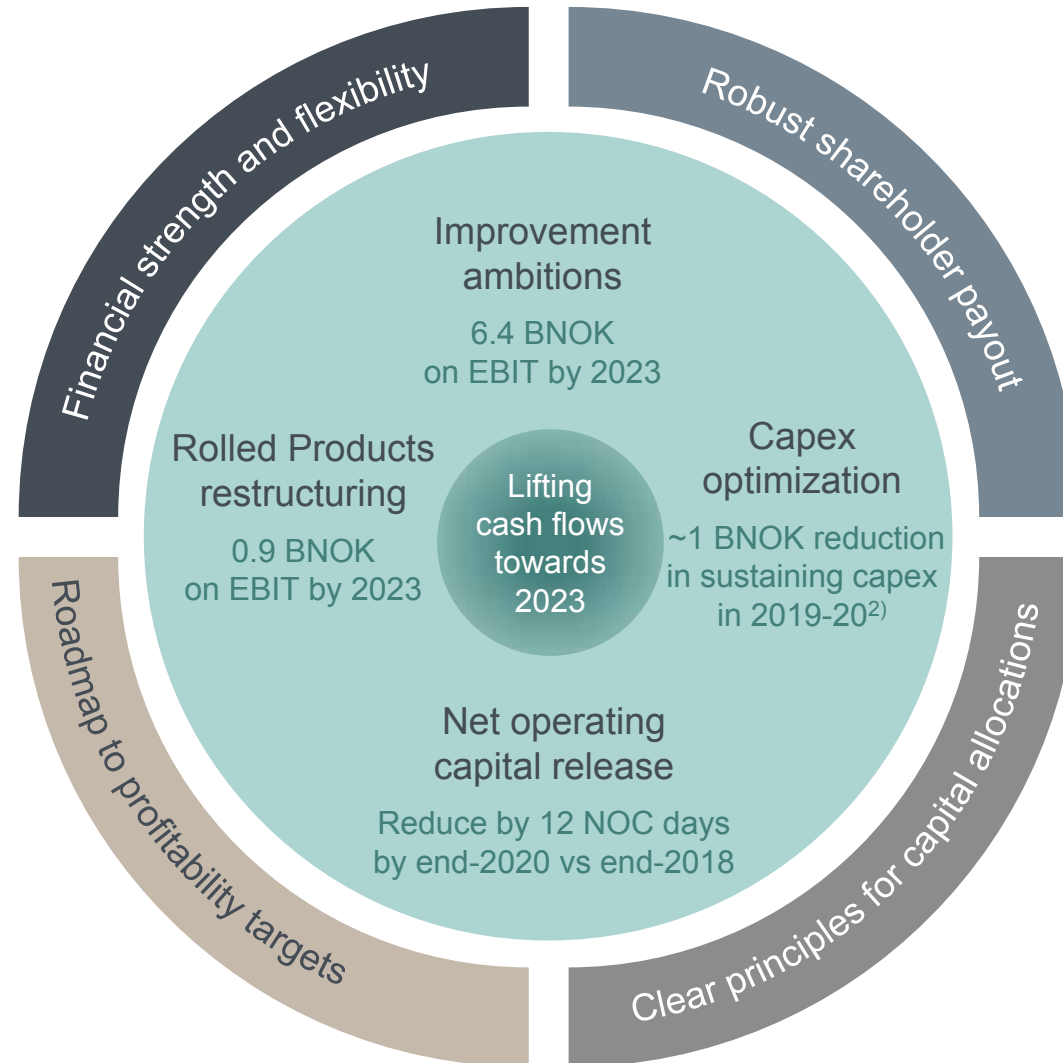 Financial strength and flexibility
Robust shareholder payout
Improvement
ambitions
6.4 BNOK
on EBIT by 2023
Rolled Products
restructuring
0.9 BNOK
on EBIT by 2023
Lifting
cash flows
towards
2023
Capex
optimization
~1 BNOK reduction
in sustaining capex
in 2019-20²⁾
Net operating
capital release
Reduce by 12 NOC days
by end-2020 vs end-2018
Roadmap to profitability targets
Clear principles for capital allocations